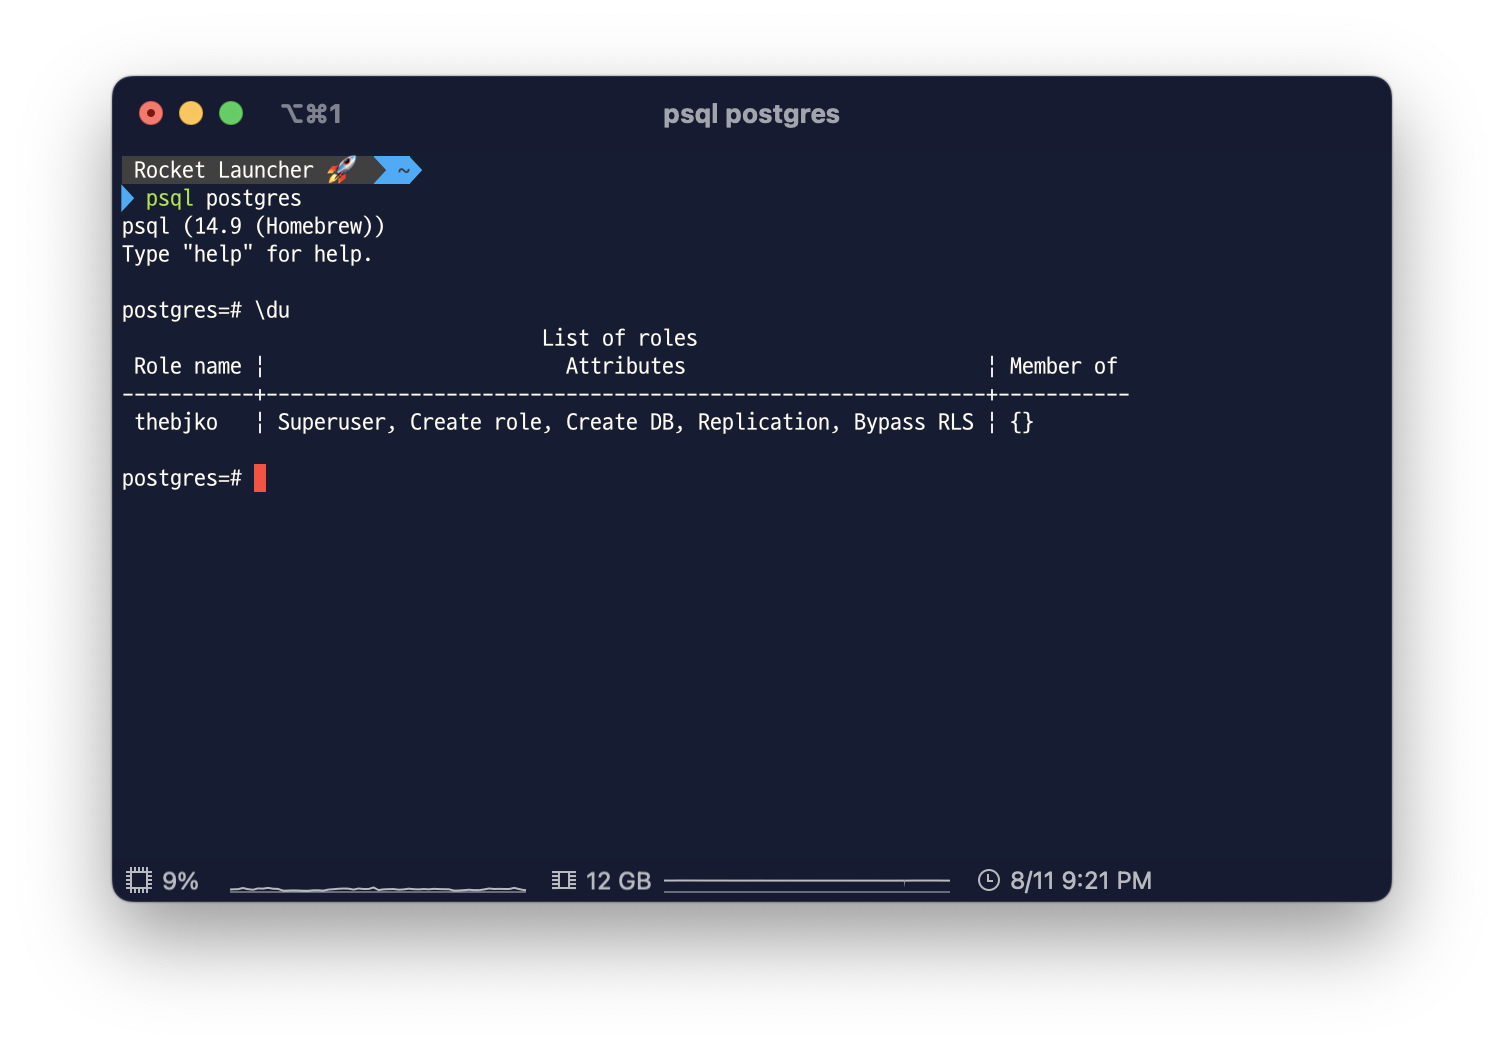 ⌥⌘1 psql postgres
Rocket Launcher 🚀 ~
psql postgres
psql (14.9 (Homebrew))
Type "help" for help.
postgres=# \du
List of roles
Role name | Attributes | Member of
-----------+------------------------------------------------------------+-----------
thebjko | Superuser, Create role, Create DB, Replication, Bypass RLS | {}
postgres=#
9% 12 GB 8/11 9:21 PM